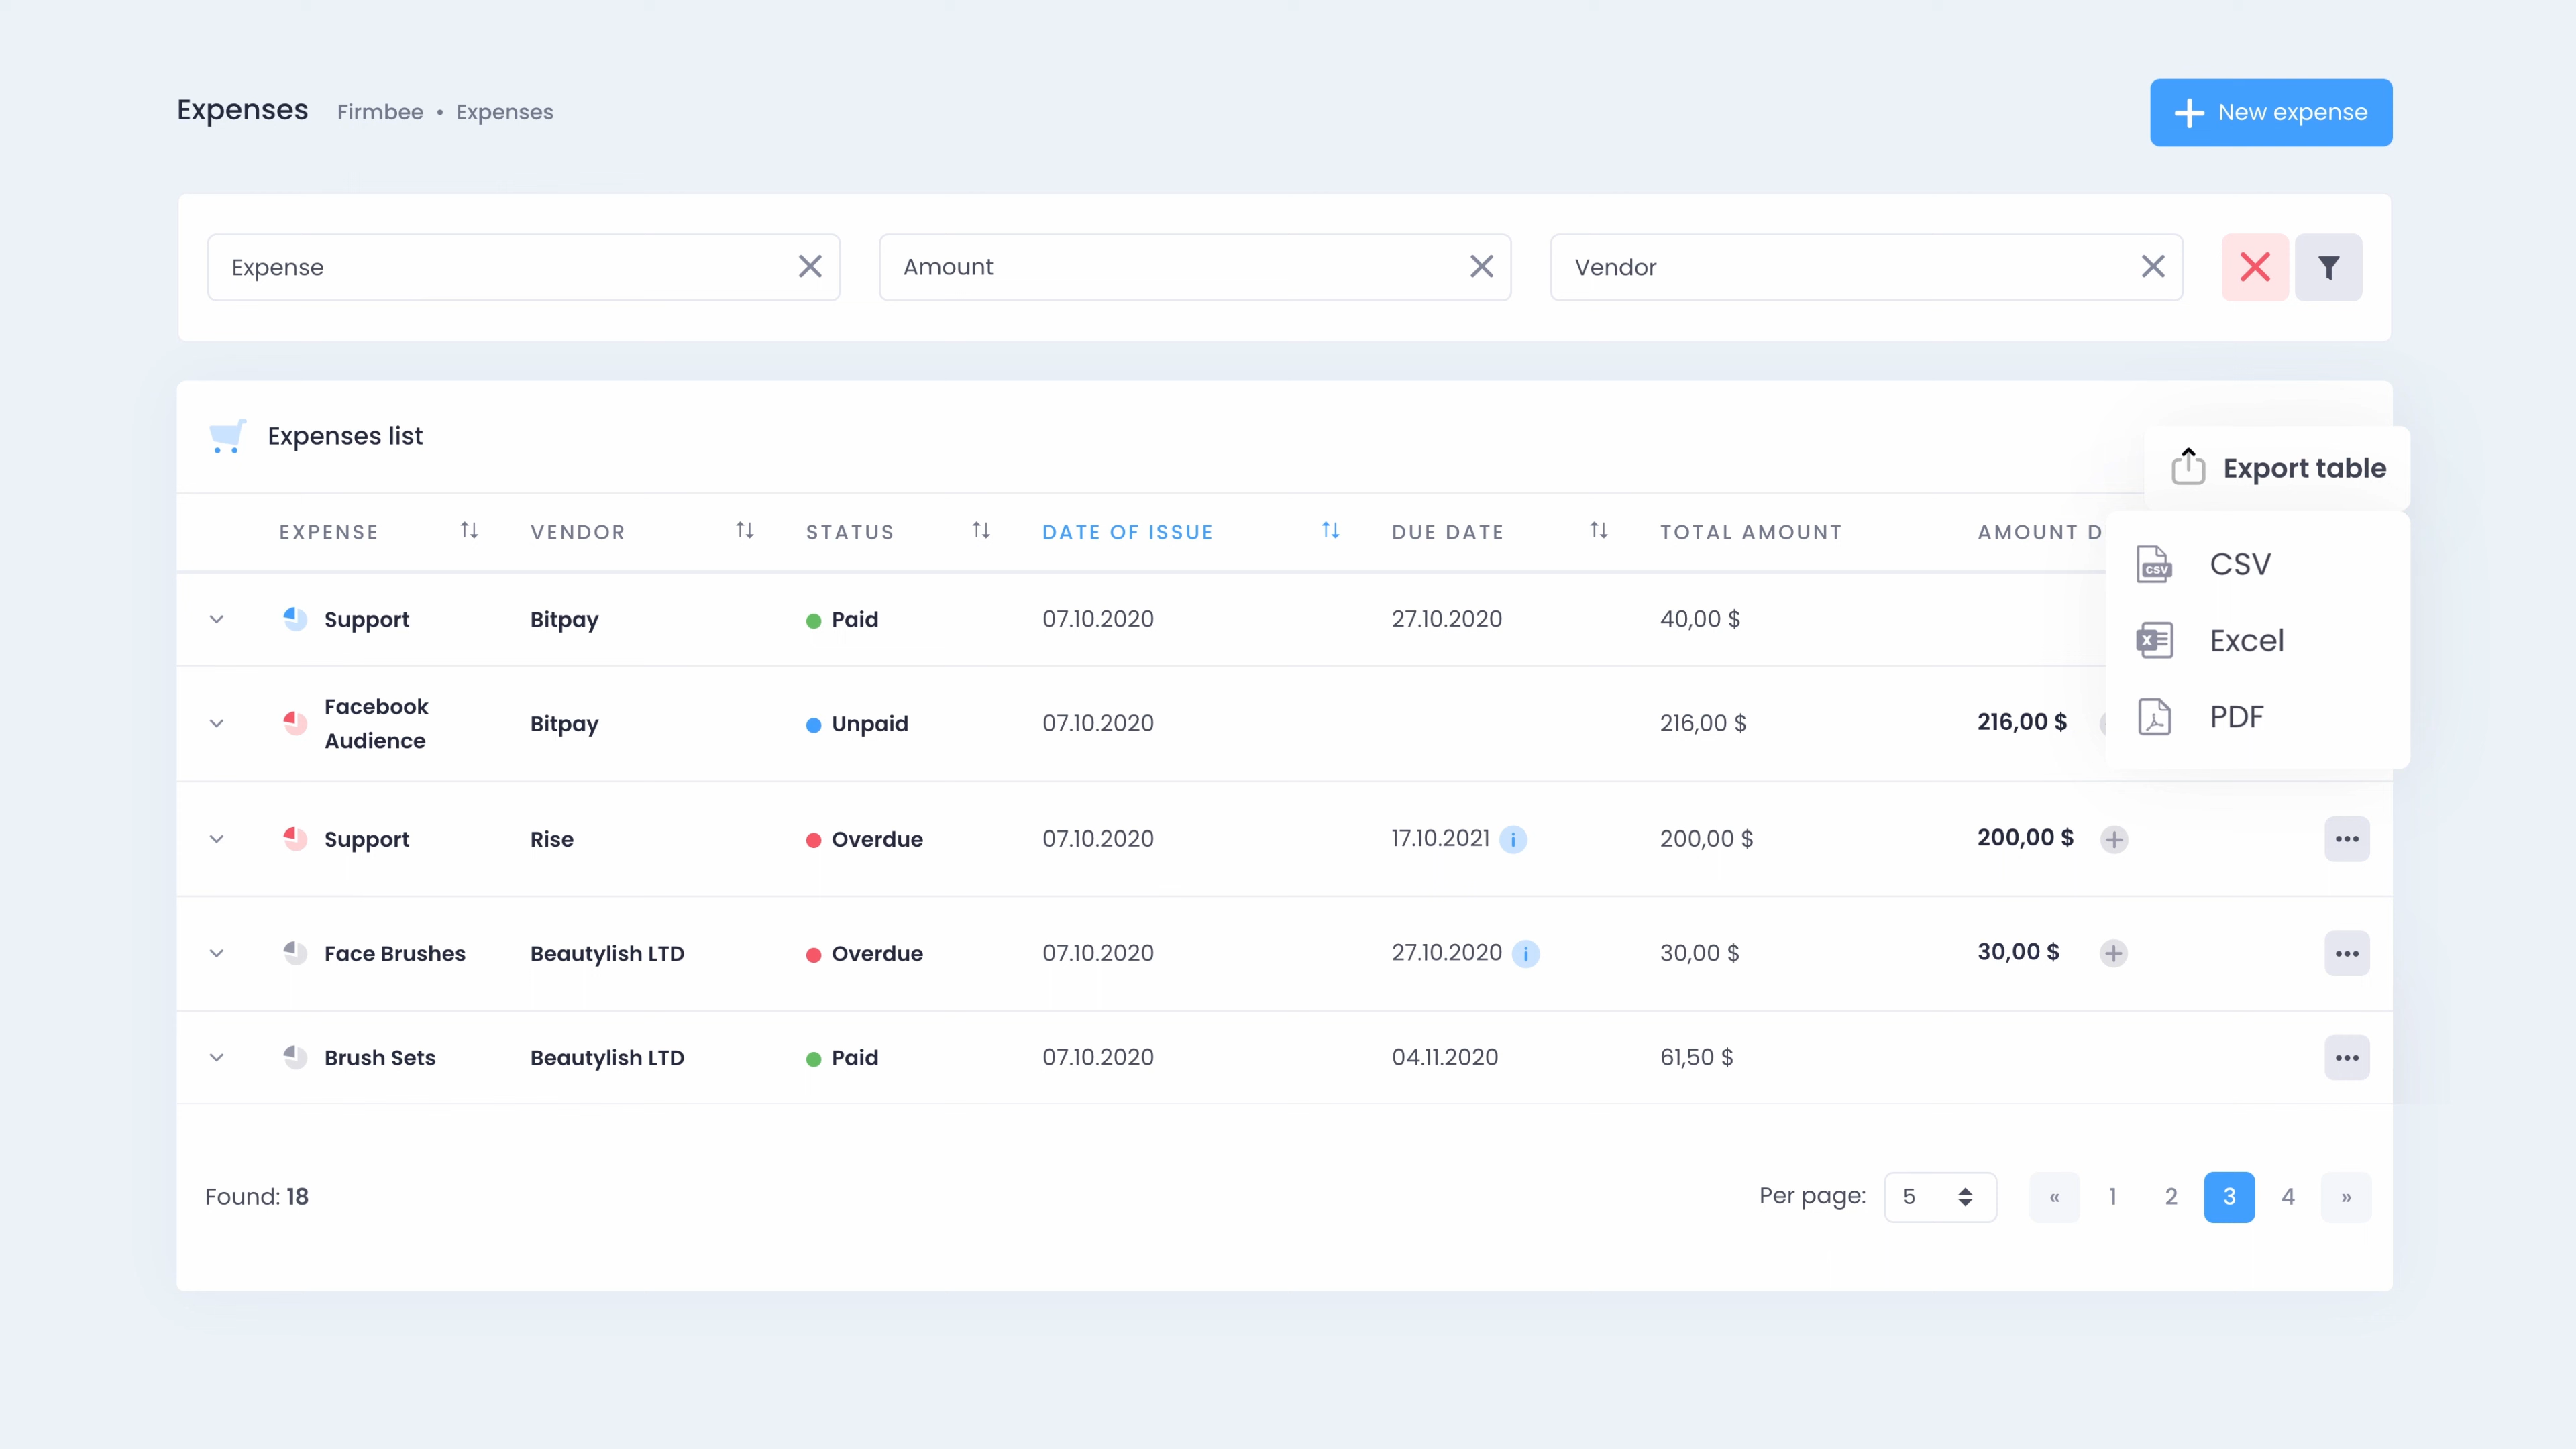 Expenses Firmbee • Expenses
New expense
Expense Amount Vendor
Expenses list
Export table
EXPENSE VENDOR STATUS DATE OF ISSUE DUE DATE TOTAL AMOUNT AMOUNT
CSV
Excel
PDF
Support Bitpay Paid 07.10.2020 27.10.2020 40,00 $
Facebook
Audience Bitpay Unpaid 07.10.2020 216,00 $ 216,00 $
Support Rise Overdue 07.10.2020 17.10.2021 i 200,00 $ 200,00 $
Face Brushes Beautylish LTD Overdue 07.10.2020 27.10.2020 i 30,00 $ 30,00 $
Brush Sets Beautylish LTD Paid 07.10.2020 04.11.2020 61,50 $
Found: 18 Per page: 5 « 1 2 3 4 »